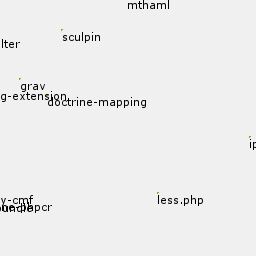 mthaml
sculpin
lter
grav
g-extension
doctrine-mapping
ip
less.php
y-cmf